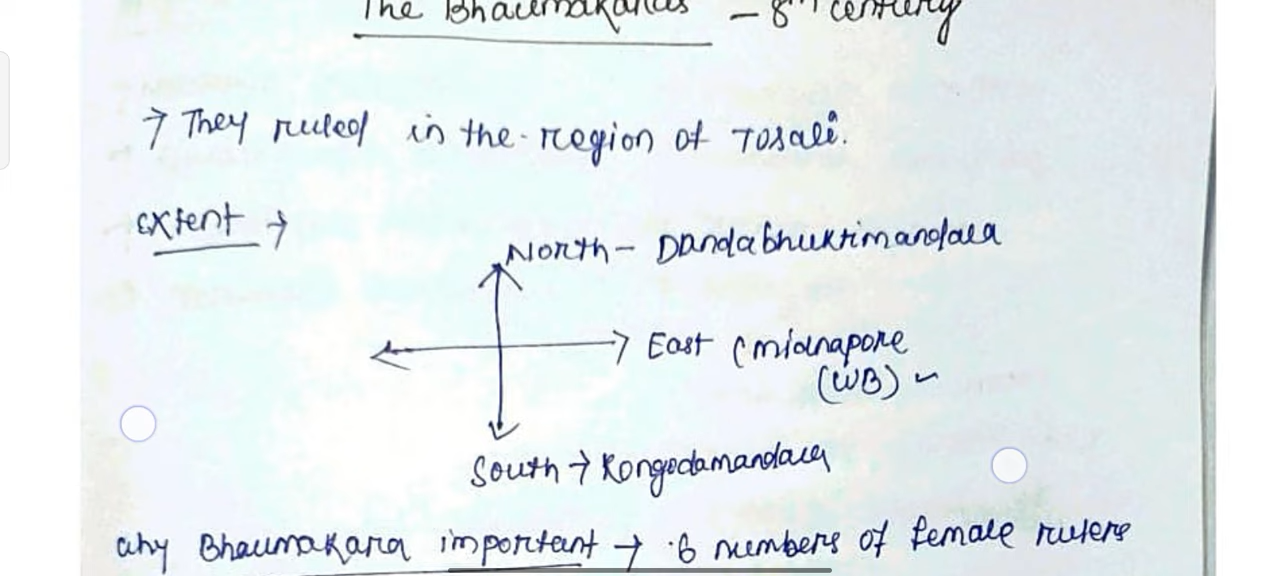 The Bhaumakaras – 8th century
→ They ruled in the region of Tosali.
Extent →
North – Dandabhuktimandala
East (midnapore
(WB)
South → Kongodamandala
why Bhaumakara important → 6 numbers of female rulers